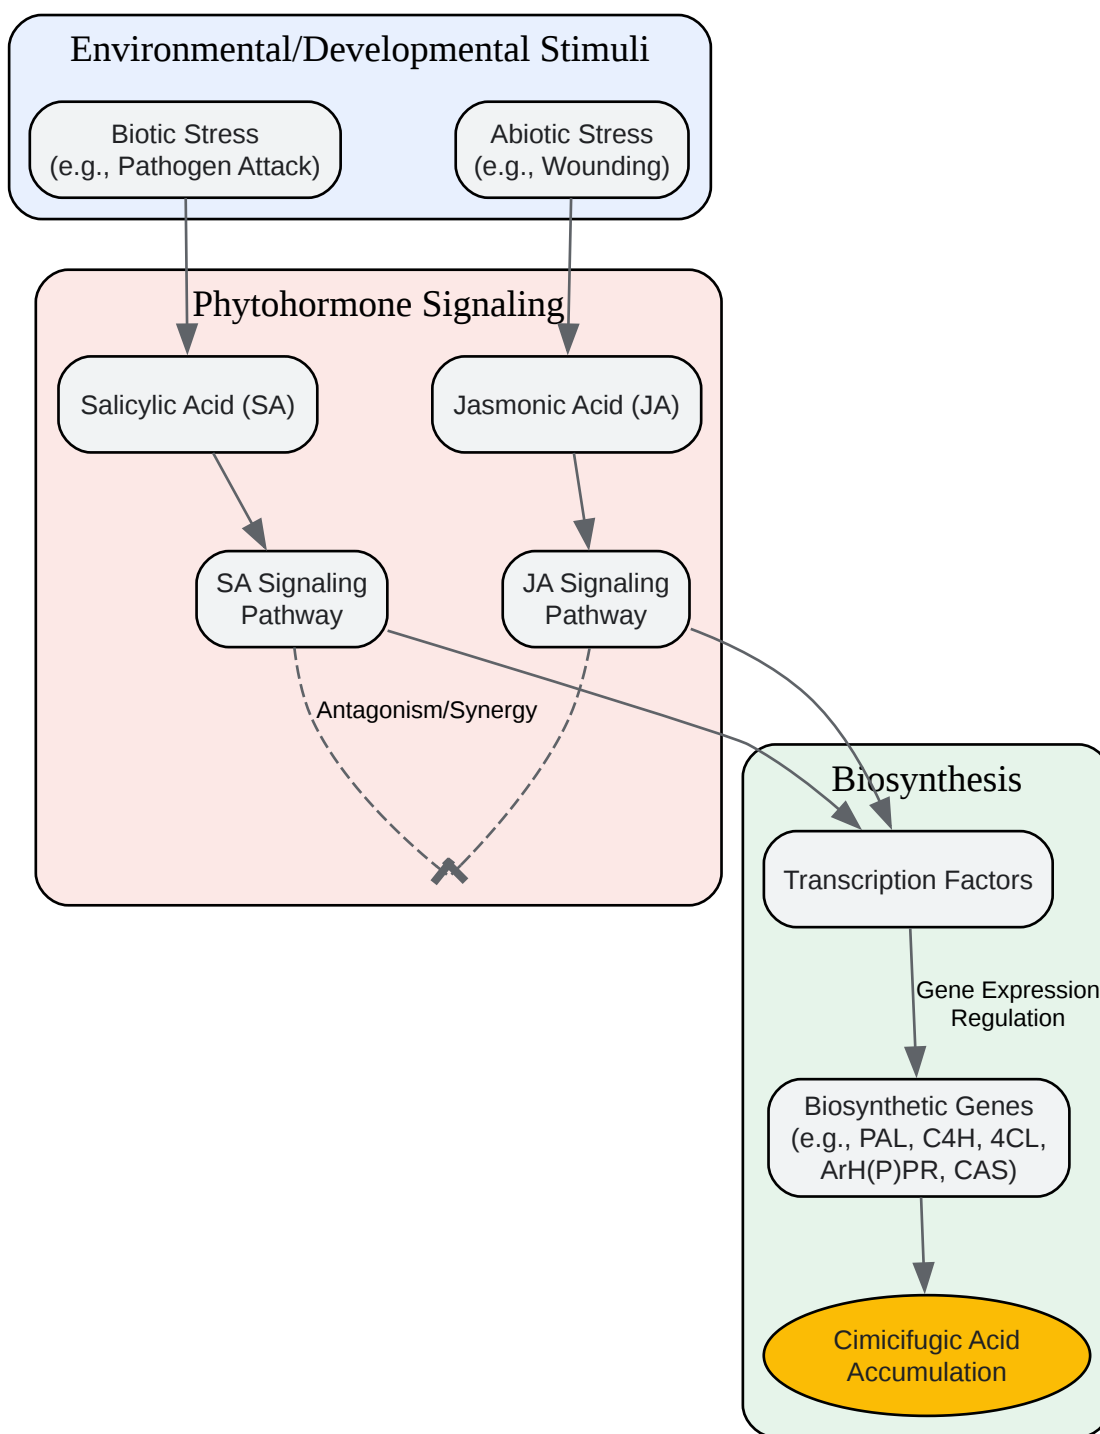 Environmental/Developmental Stimuli
Biotic Stress
(e.g., Pathogen Attack)
Abiotic Stress
(e.g., Wounding)
Phytohormone Signaling
Salicylic Acid (SA)
Jasmonic Acid (JA)
SA Signaling
Pathway
JA Signaling
Pathway
Antagonism/Synergy
Biosynthesis
Transcription Factors
Gene Expression
Regulation
Biosynthetic Genes
(e.g., PAL, C4H, 4CL,
ArH(P)PR, CAS)
Cimicifugic Acid
Accumulation